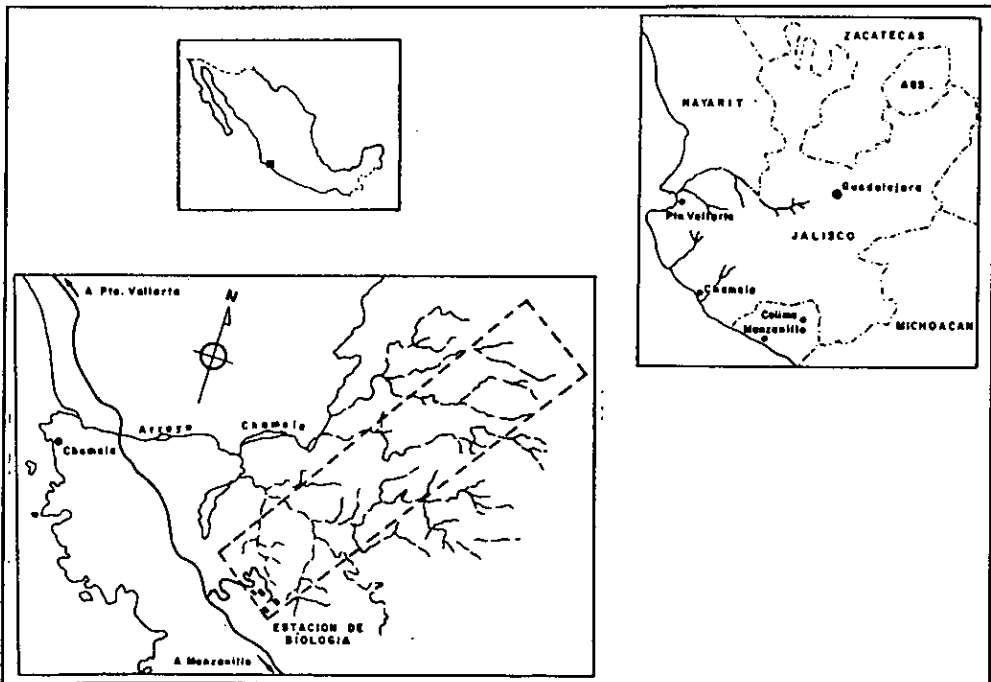 ZACATECAS
AGS.
NAYARIT
Guadalajara
Pto. Vallarta
JALISCO
Chamela
Colima
Manzanillo
MICHOACAN
A Pto. Vallarta
N
Arroyo Chamela
Chamela
ESTACION DE
BIOLOGIA
A Manzanillo